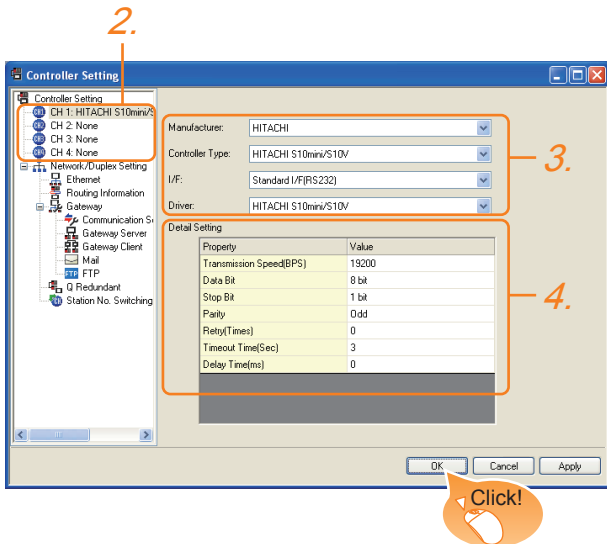 2.
Controller Setting
Controller Setting
CH 1: HITACHI S10mini/S
CH 2: None
CH 3: None
CH 4: None
Network/Duplex Setting
Ethernet
Routing Information
Gateway
Communication Se
Gateway Server
Gateway Client
Mail
FTP FTP
Q Redundant
Station No. Switching
Manufacturer: HITACHI
Controller Type: HITACHI S10mini/S10V
I/F: Standard I/F(RS232)
Driver: HITACHI S10mini/S10V
3.
Detail Setting
Property Value
Transmission Speed(BPS) 19200
Data Bit 8 bit
Stop Bit 1 bit
Parity Odd
Retry(Times) 0
Timeout Time(Sec) 3
Delay Time(ms) 0
4.
OK Cancel Apply
Click!